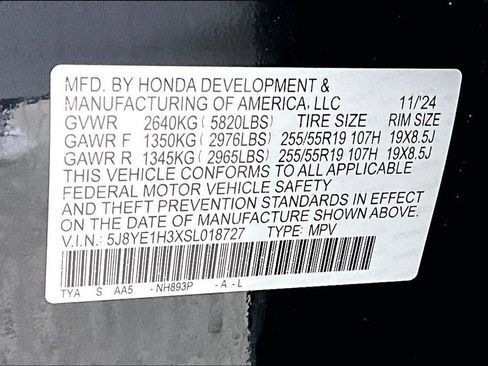 MFD. BY HONDA DEVELOPMENT &
MANUFACTURING OF AMERICA, LLC 11/'24
GVWR 2640KG ( 5820LBS) TIRE SIZE RIM SIZE
GAWR F 1350KG ( 2976LBS) 255/55R19 107H 19X8.5J
GAWR R 1345KG ( 2965LBS) 255/55R19 107H 19X8.5J
THIS VEHICLE CONFORMS TO ALL APPLICABLE
FEDERAL MOTOR VEHICLE SAFETY
AND THEFT PREVENTION STANDARDS IN EFFECT
ON THE DATE OF MANUFACTURE SHOWN ABOVE.
V.I.N.: 5J8YE1H3XSL018727 TYPE: MPV
TYA S AA5 - NH893P - A - L